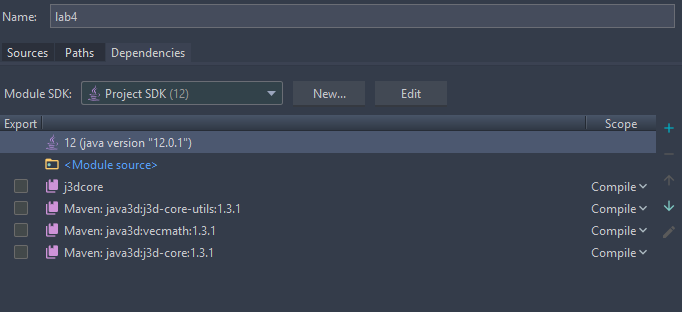 Name: lab4
Sources Paths Dependencies
Module SDK: Project SDK (12) New... Edit
Export Scope
12 (java version "12.0.1")
<Module source>
j3dcore Compile
Maven: java3d:j3d-core-utils:1.3.1 Compile
Maven: java3d:vecmath:1.3.1 Compile
Maven: java3d:j3d-core:1.3.1 Compile